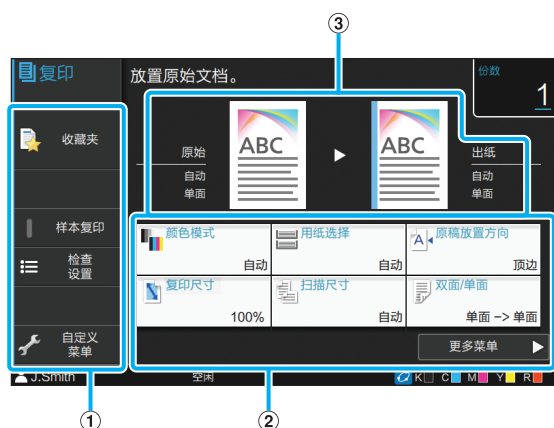 ③
复印
放置原始文档。
份数
1
收藏夹
样本复印
检查
设置
自定义
菜单
原始
自动
单面
ABC
ABC
出纸
自动
单面
颜色模式
自动
用纸选择
自动
原稿放置方向
A
顶边
复印尺寸
100%
扫描尺寸
自动
双面/单面
单面 -> 单面
更多菜单
J.Smith
空闲
K C M Y R
①
②